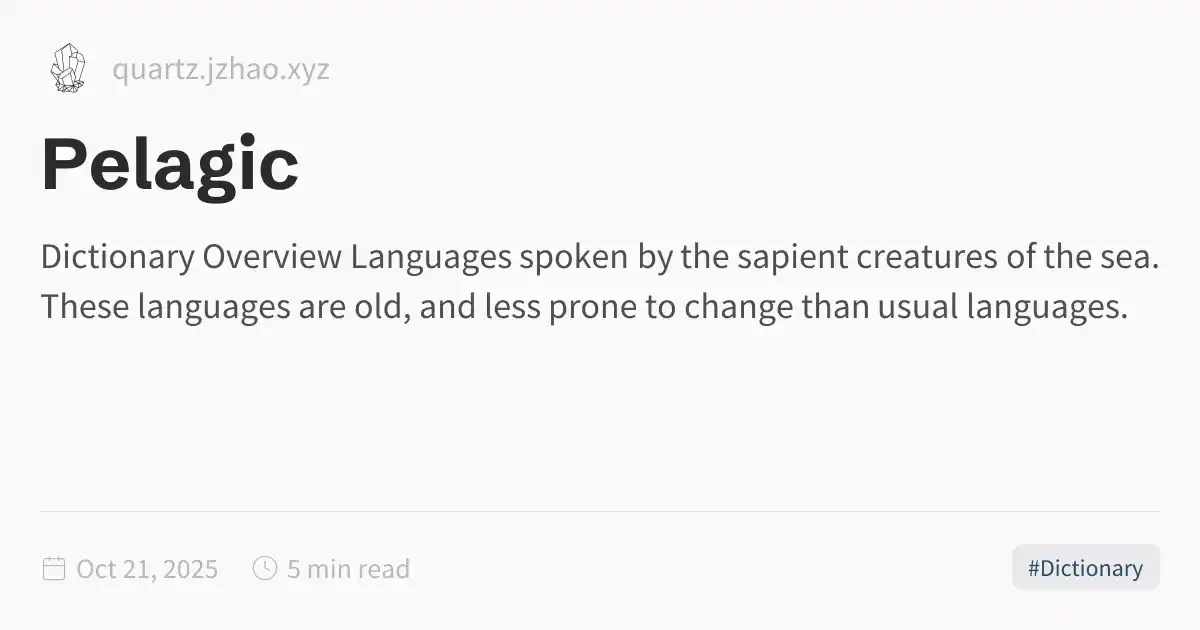 quartz.jzhao.xyz
Pelagic
Dictionary Overview Languages spoken by the sapient creatures of the sea.
These languages are old, and less prone to change than usual languages.
Oct 21, 2025 5 min read #Dictionary